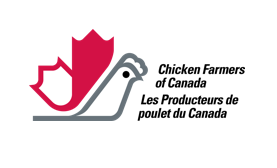 Chicken Farmers
of Canada
Les Producteurs de
poulet du Canada